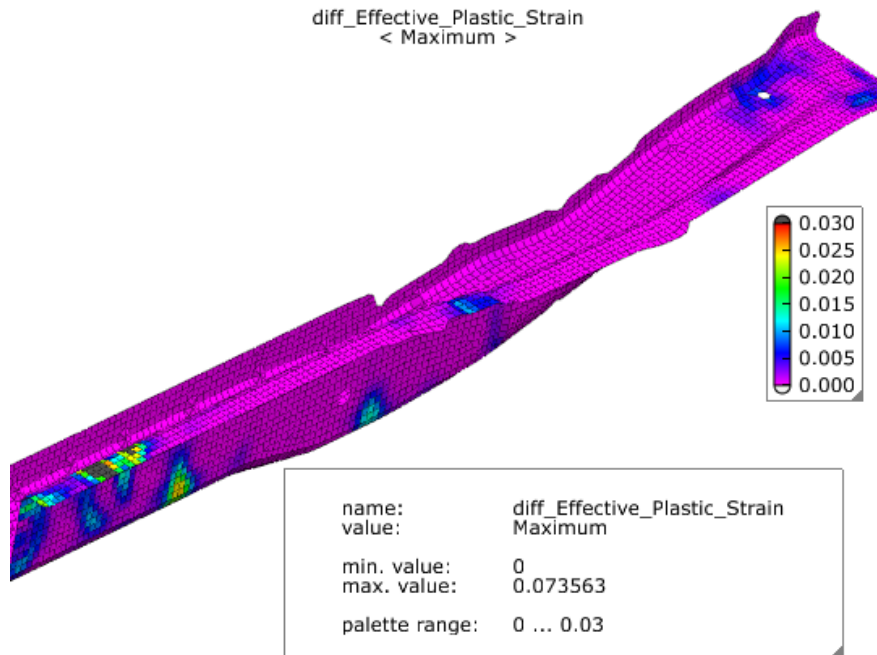 diff_Effective_Plastic_Strain
< Maximum >
0.030
0.025
0.020
0.015
0.010
0.005
0.000
name: diff_Effective_Plastic_Strain
value: Maximum
min. value: 0
max. value: 0.073563
palette range: 0 ... 0.03